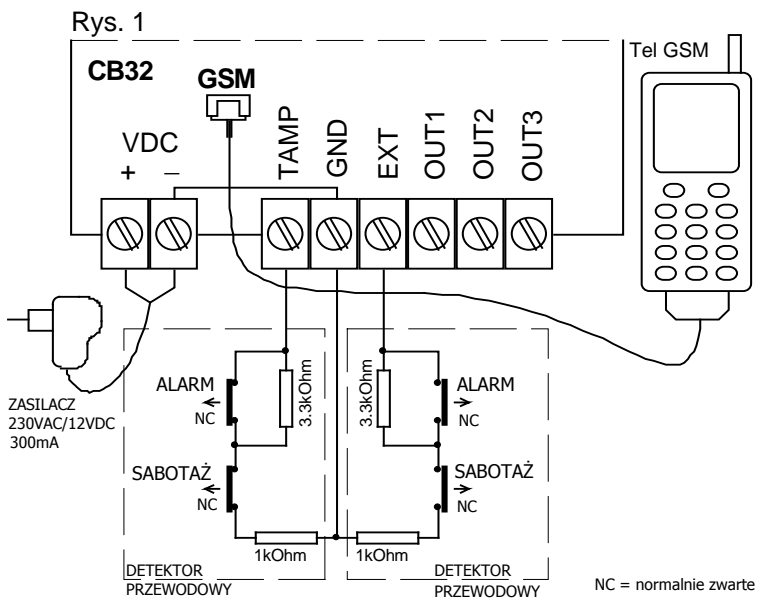 Rys. 1
CB32
GSM
Tel GSM
VDC
+ –
TAMP
GND
EXT
OUT1
OUT2
OUT3
ZASILACZ
230VAC/12VDC
300mA
ALARM
NC
3.3kOhm
SABOTAŻ
NC
1kOhm
DETEKTOR
PRZEWODOWY
3.3kOhm
ALARM
NC
SABOTAŻ
NC
1kOhm
DETEKTOR
PRZEWODOWY
NC = normalnie zwarte